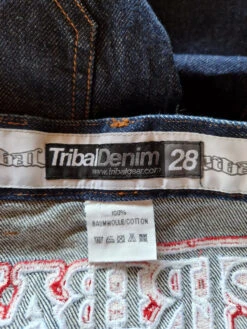 TribalDenim 28
www.tribalgear.com
100%
BAUMWOLLE/COTTON